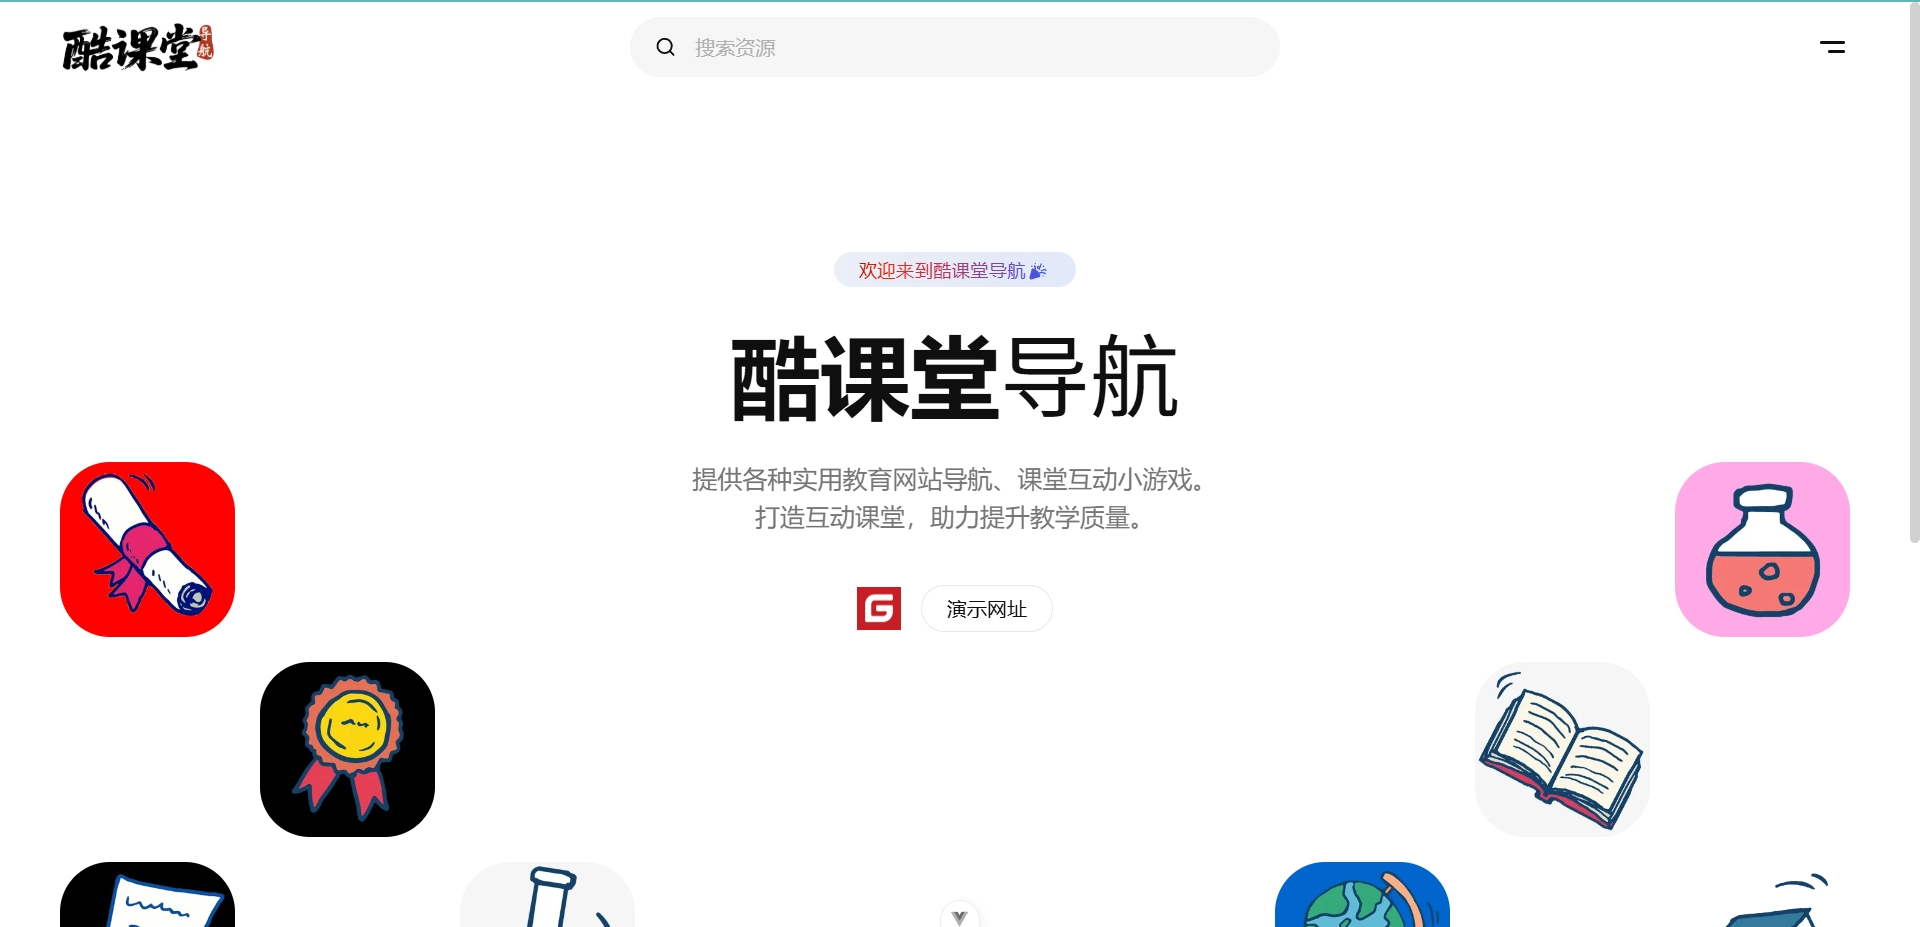 酷课堂导航
搜索资源
欢迎来到酷课堂导航
酷课堂导航
提供各种实用教育网站导航、课堂互动小游戏。
打造互动课堂，助力提升教学质量。
G
演示网址